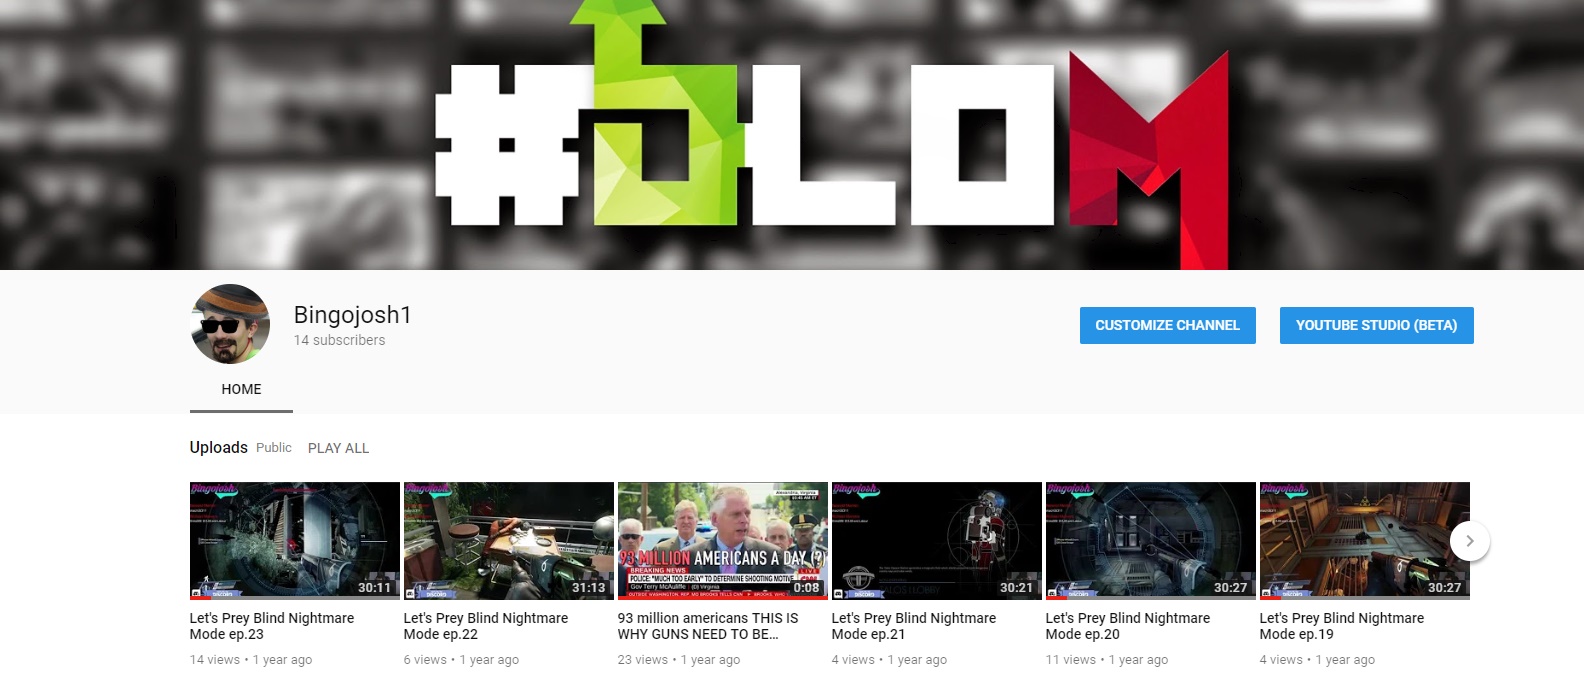 #bLOM
Bingojosh1
14 subscribers
CUSTOMIZE CHANNEL
YOUTUBE STUDIO (BETA)
HOME
Uploads Public PLAY ALL
Bingojosh
30:11
Bingojosh
31:13
Alexandria, Virginia
93 MILLION AMERICANS A DAY (?)
BREAKING NEWS
LIVE
POLICE: "MUCH TOO EARLY" TO DETERMINE SHOOTING MOTIVE
Gov Terry McAuliffe
0:08
Bingojosh
30:21
Bingojosh
30:27
Bingojosh
30:27
Let's Prey Blind Nightmare
Mode ep.23
14 views • 1 year ago
Let's Prey Blind Nightmare
Mode ep.22
6 views • 1 year ago
93 million americans THIS IS
WHY GUNS NEED TO BE...
23 views • 1 year ago
Let's Prey Blind Nightmare
Mode ep.21
4 views • 1 year ago
Let's Prey Blind Nightmare
Mode ep.20
11 views • 1 year ago
Let's Prey Blind Nightmare
Mode ep.19
4 views • 1 year ago